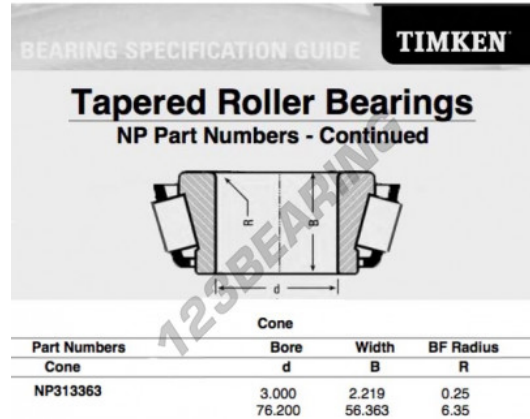 BEARING SPECIFICATION GUIDE TIMKEN
Tapered Roller Bearings
NP Part Numbers - Continued
R B
d
123BEARING
Cone
Part Numbers Bore Width BF Radius
Cone d B R
NP313363 3.000 2.219 0.25
76.200 56.363 6.35